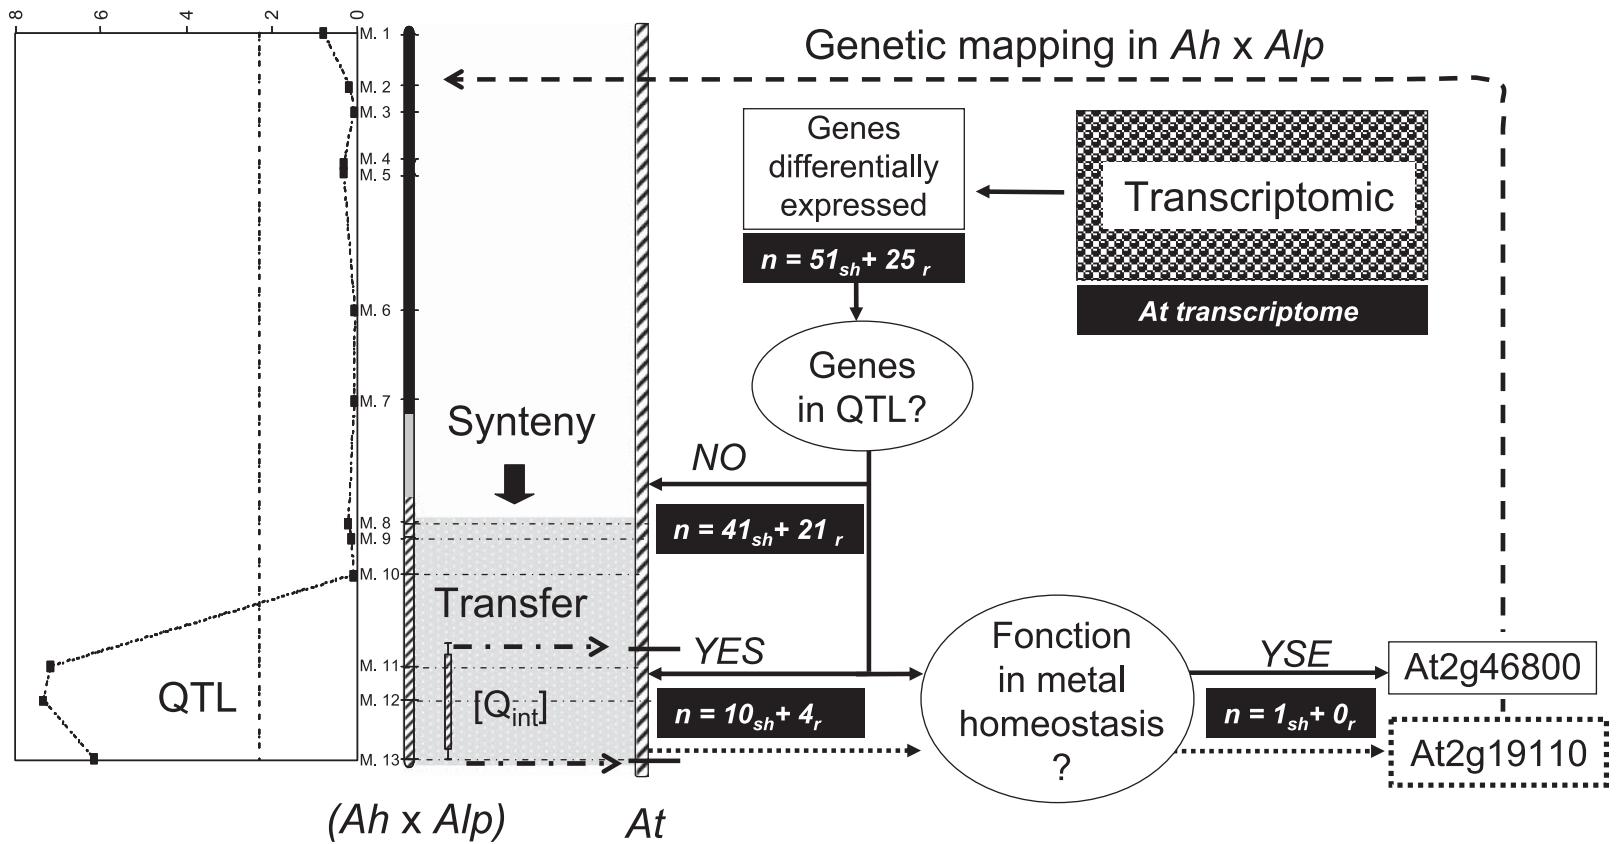 8
6
4
2
0
Genetic mapping in Ah x Alp
M. 1
M. 2
M. 3
M. 4
M. 5
M. 6
M. 7
M. 8
M. 9
M. 10
M. 11
M. 12
M. 13
QTL
Synteny
Transfer
[Qint]
(Ah x Alp)
At
Genes
differentially
expressed
n = 51sh+ 25 r
Transcriptomic
At transcriptome
Genes
in QTL?
NO
n = 41sh+ 21 r
YES
n = 10sh+ 4r
Fonction
in metal
homeostasis
?
YSE
n = 1sh+ 0r
At2g46800
At2g19110